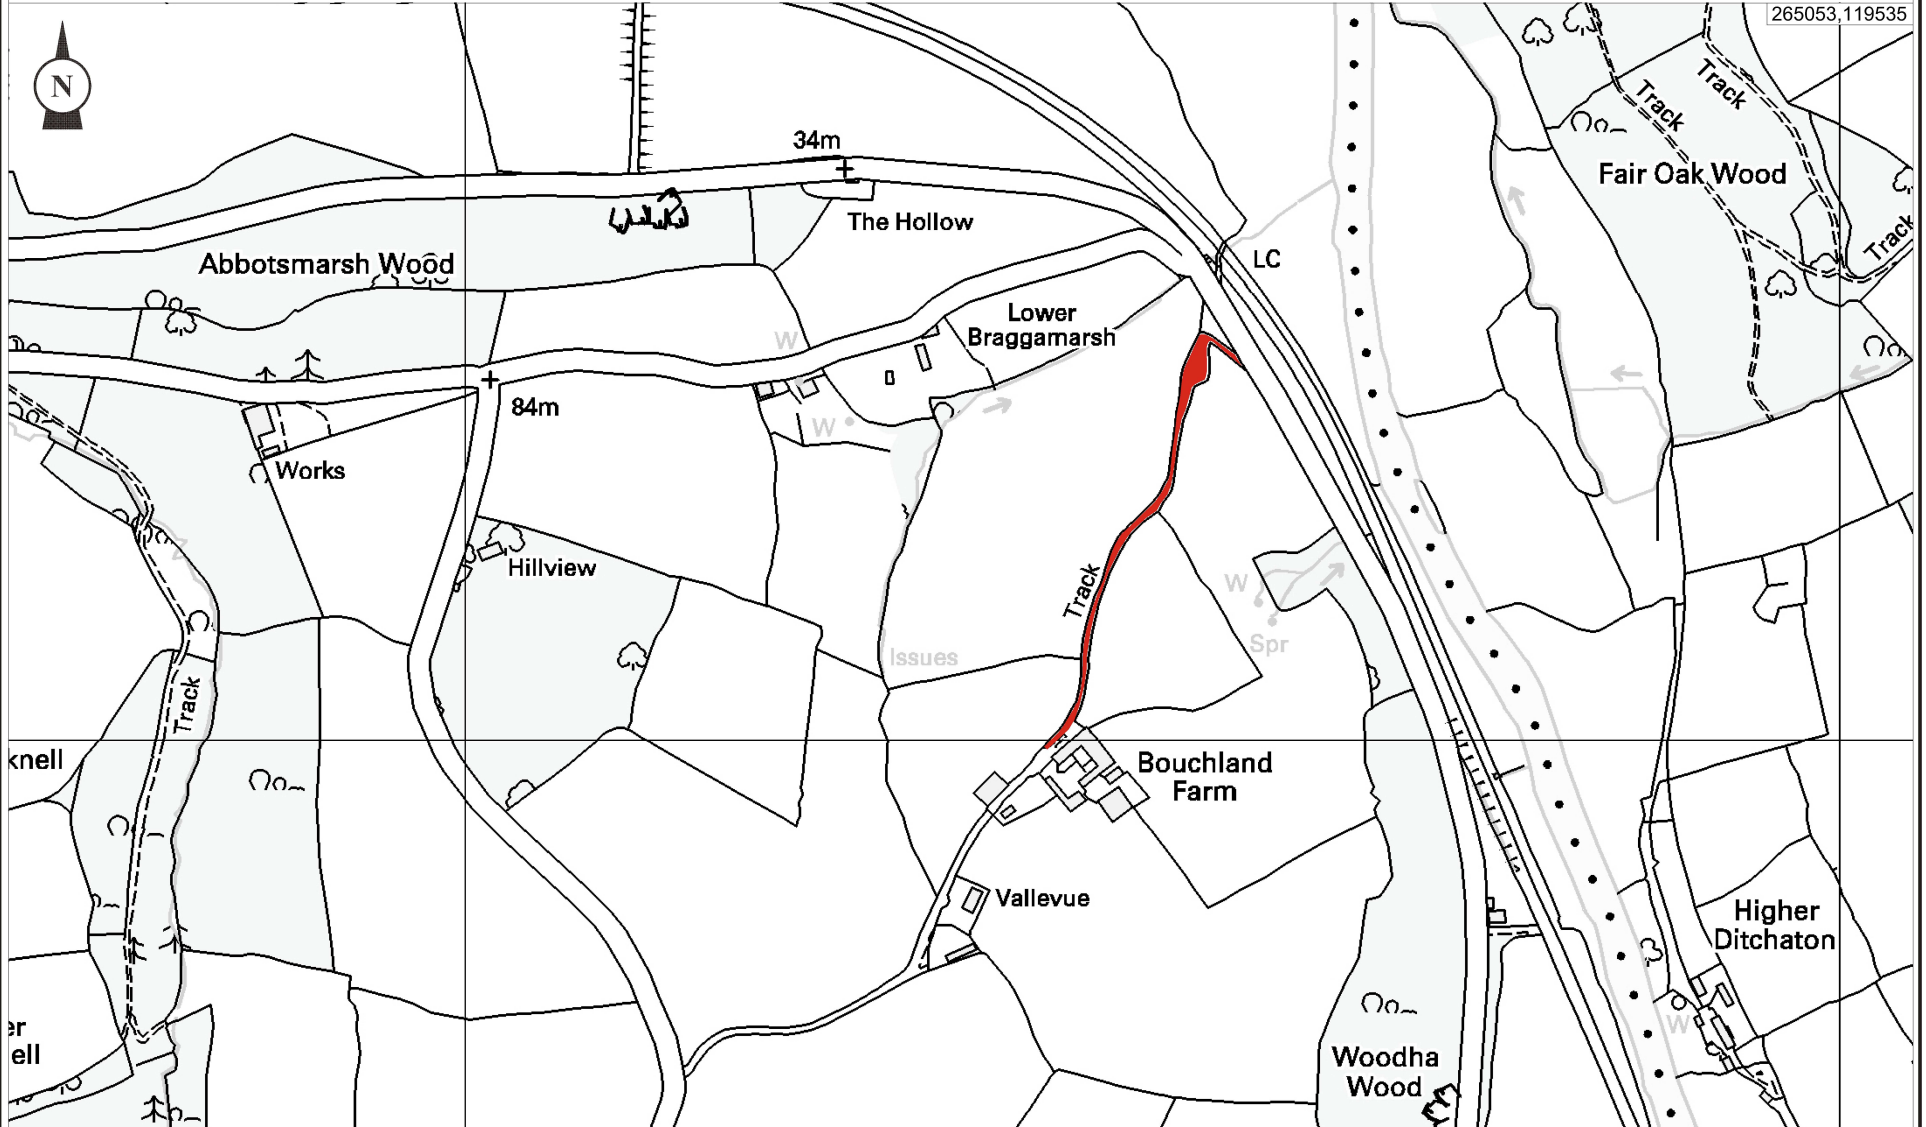 265053,119535
N
Track
Track
34m
Fair Oak Wood
The Hollow
Track
LC
Abbotsmarsh Wood
Lower
Braggamarsh
W
84m
W
Works
Hillview
Z
Track
W
Spr
Issues
Track
knell
Bouchland
Farm
Vallevue
Higher
Ditchaton
W
er
ell
Woodha
Wood